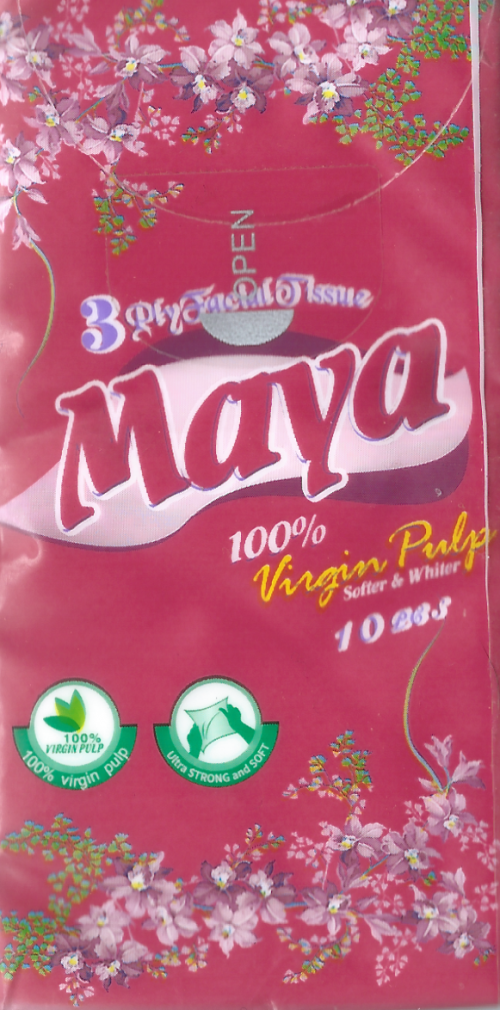 OPEN
3 Ply Facial Tissue
Maya
100%
Virgin Pulp
Softer & Whiter
10 PCS
100%
VIRGIN PULP
100% virgin pulp
Ultra STRONG and SOFT